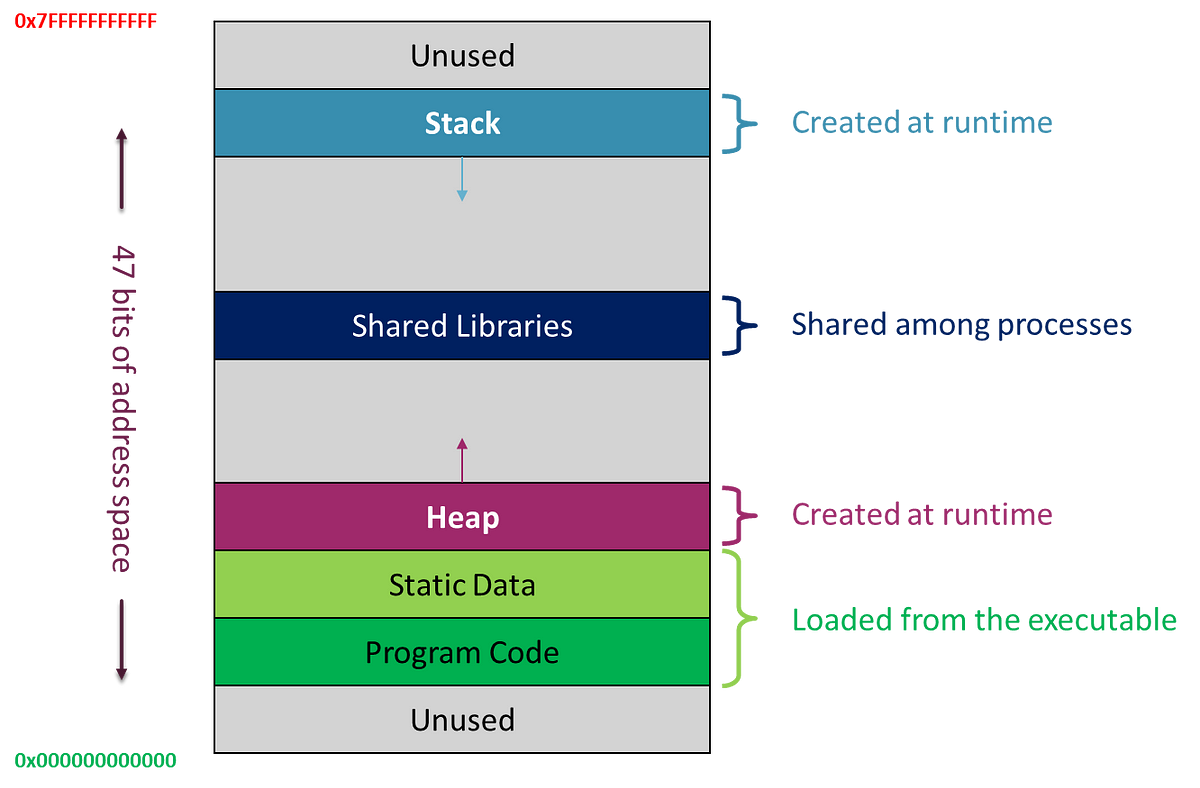 0x7FFFFFFFFFFF
Unused
Stack
Created at runtime
47 bits of address space
Shared Libraries
Shared among processes
Heap
Created at runtime
Static Data
Loaded from the executable
Program Code
Unused
0x000000000000